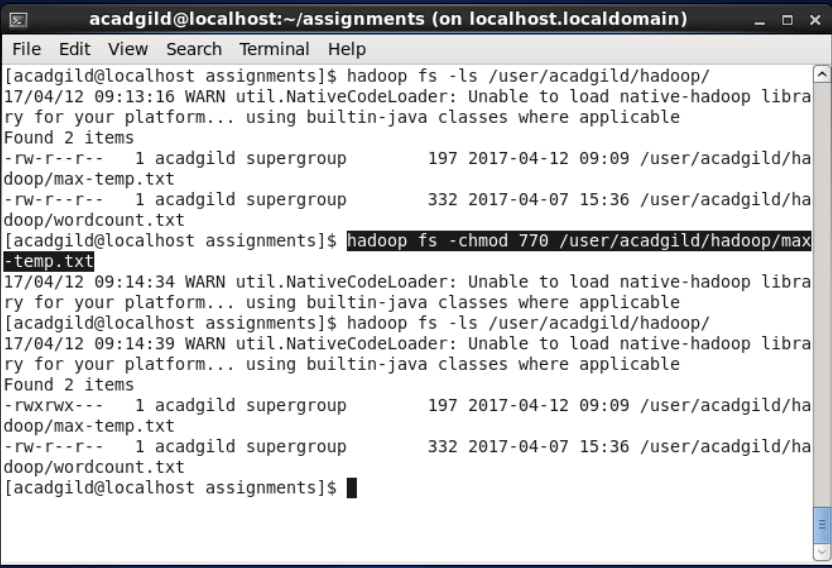 acadgild@localhost:~/assignments (on localhost.localdomain)
File Edit View Search Terminal Help
[acadgild@localhost assignments]$ hadoop fs -ls /user/acadgild/hadoop/
17/04/12 09:13:16 WARN util.NativeCodeLoader: Unable to load native-hadoop libra
ry for your platform... using builtin-java classes where applicable
Found 2 items
-rw-r--r--   1 acadgild supergroup        197 2017-04-12 09:09 /user/acadgild/ha
doop/max-temp.txt
-rw-r--r--   1 acadgild supergroup        332 2017-04-07 15:36 /user/acadgild/ha
doop/wordcount.txt
[acadgild@localhost assignments]$ hadoop fs -chmod 770 /user/acadgild/hadoop/max
-temp.txt
17/04/12 09:14:34 WARN util.NativeCodeLoader: Unable to load native-hadoop libra
ry for your platform... using builtin-java classes where applicable
[acadgild@localhost assignments]$ hadoop fs -ls /user/acadgild/hadoop/
17/04/12 09:14:39 WARN util.NativeCodeLoader: Unable to load native-hadoop libra
ry for your platform... using builtin-java classes where applicable
Found 2 items
-rwxrwx---   1 acadgild supergroup        197 2017-04-12 09:09 /user/acadgild/ha
doop/max-temp.txt
-rw-r--r--   1 acadgild supergroup        332 2017-04-07 15:36 /user/acadgild/ha
doop/wordcount.txt
[acadgild@localhost assignments]$